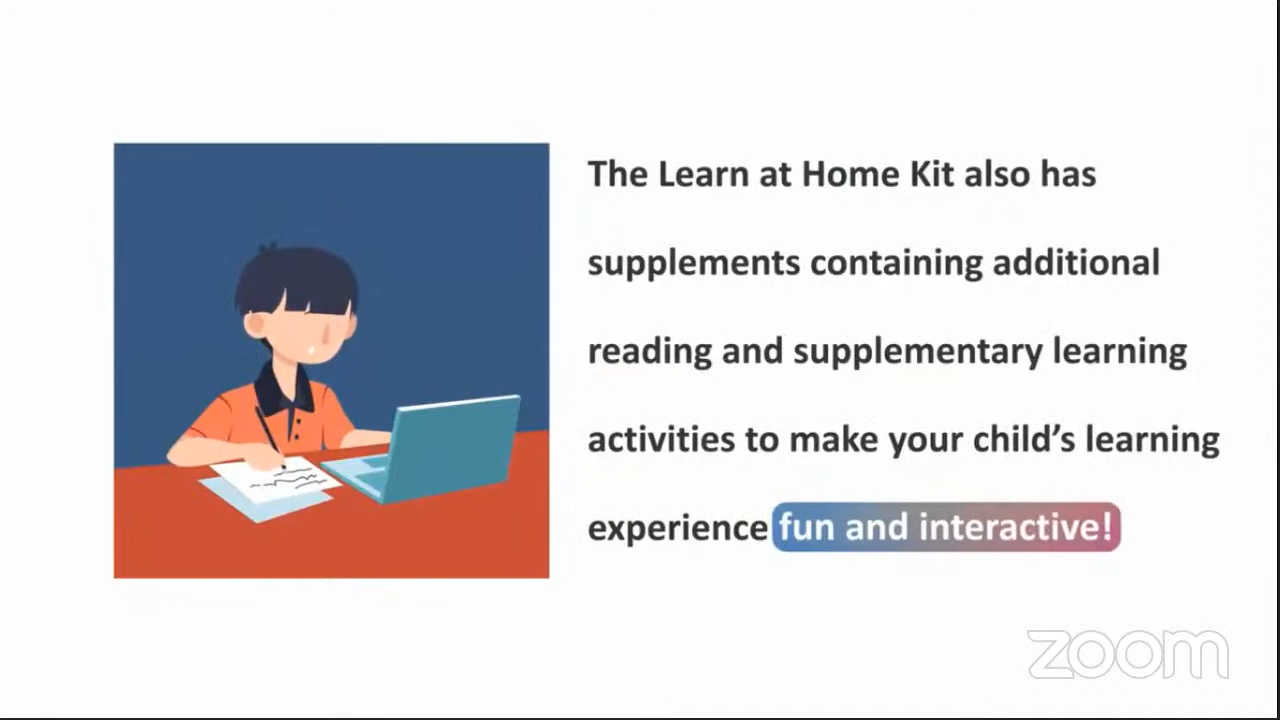 The Learn at Home Kit also has
supplements containing additional
reading and supplementary learning
activities to make your child’s learning
experience fun and interactive!
zoom